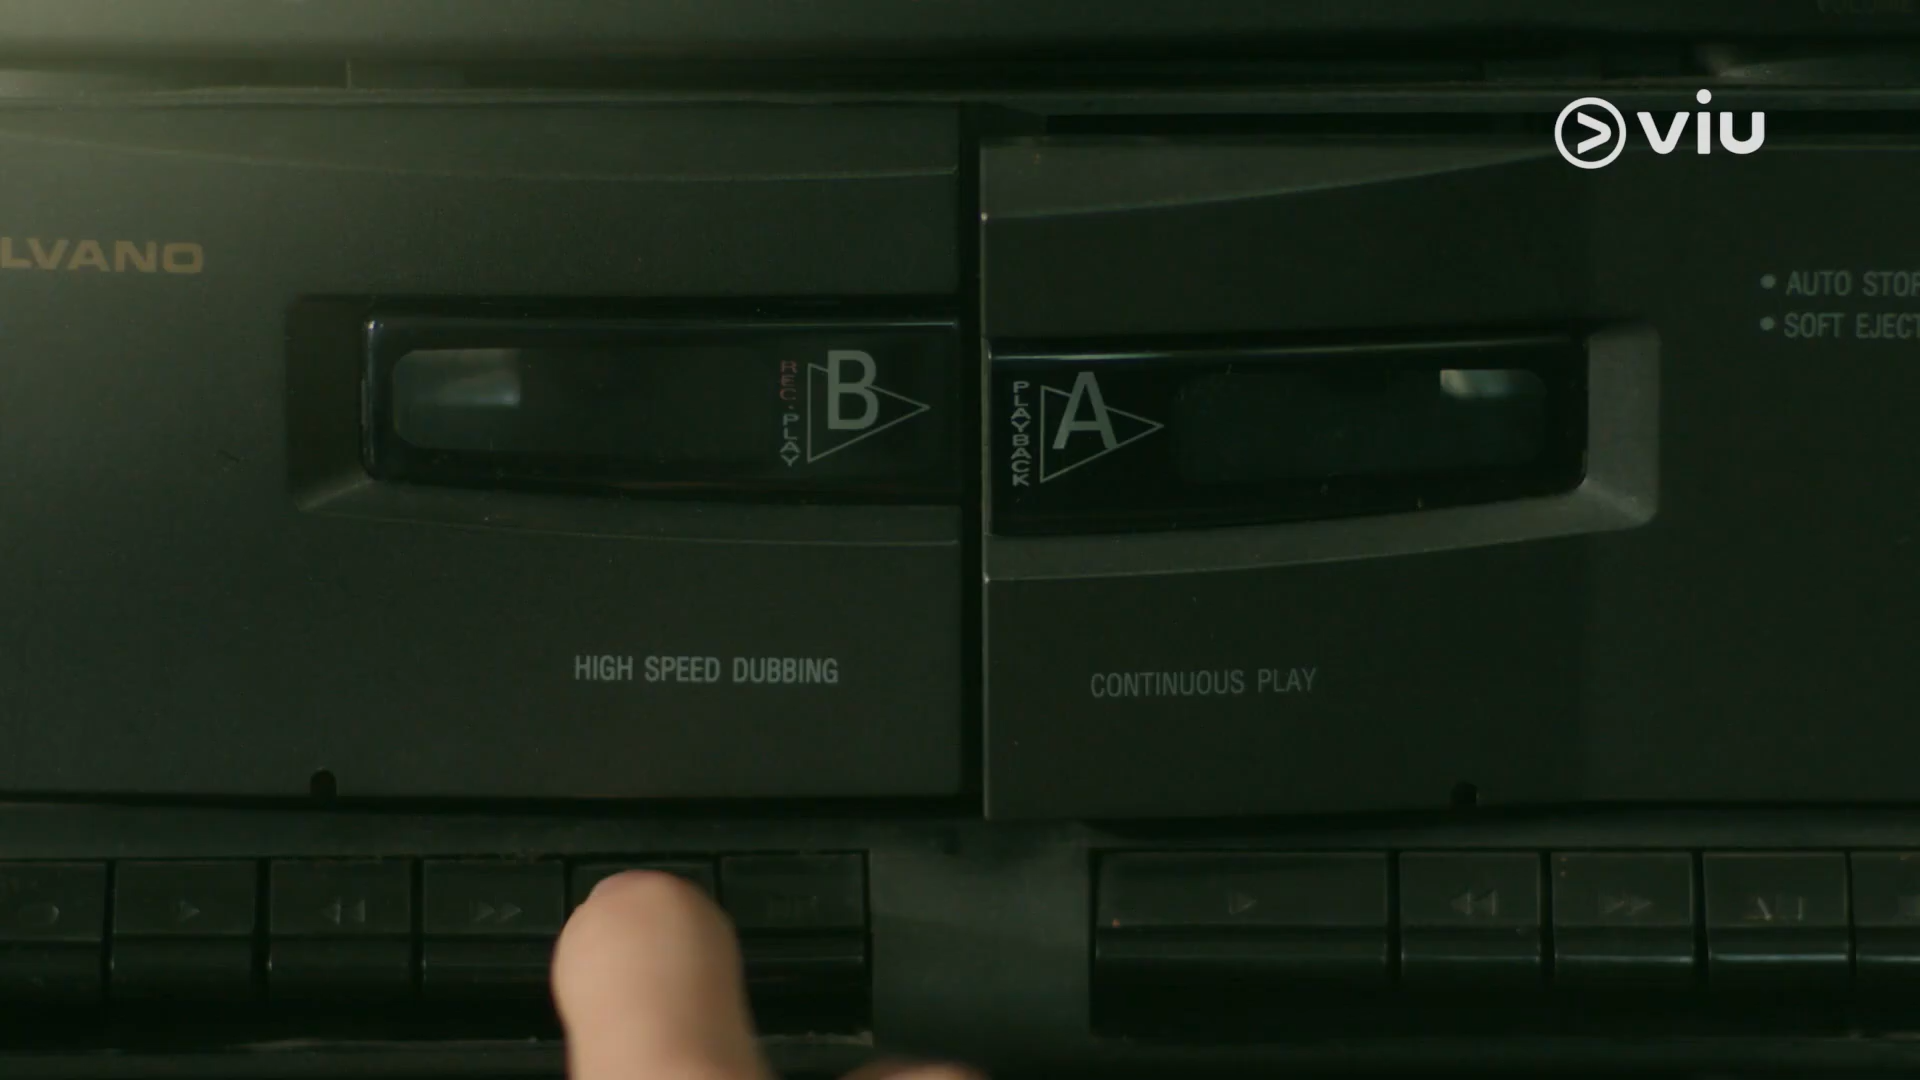 viu
LVANO
• AUTO STOP
• SOFT EJECT
REC·PLAY
B
PLAYBACK
A
HIGH SPEED DUBBING
CONTINUOUS PLAY